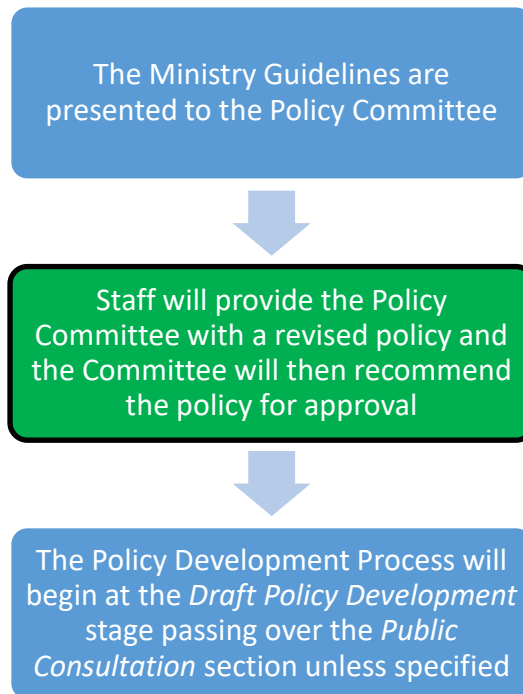 The Ministry Guidelines are
presented to the Policy Committee
Staff will provide the Policy
Committee with a revised policy and
the Committee will then recommend
the policy for approval
The Policy Development Process will
begin at the Draft Policy Development
stage passing over the Public
Consultation section unless specified